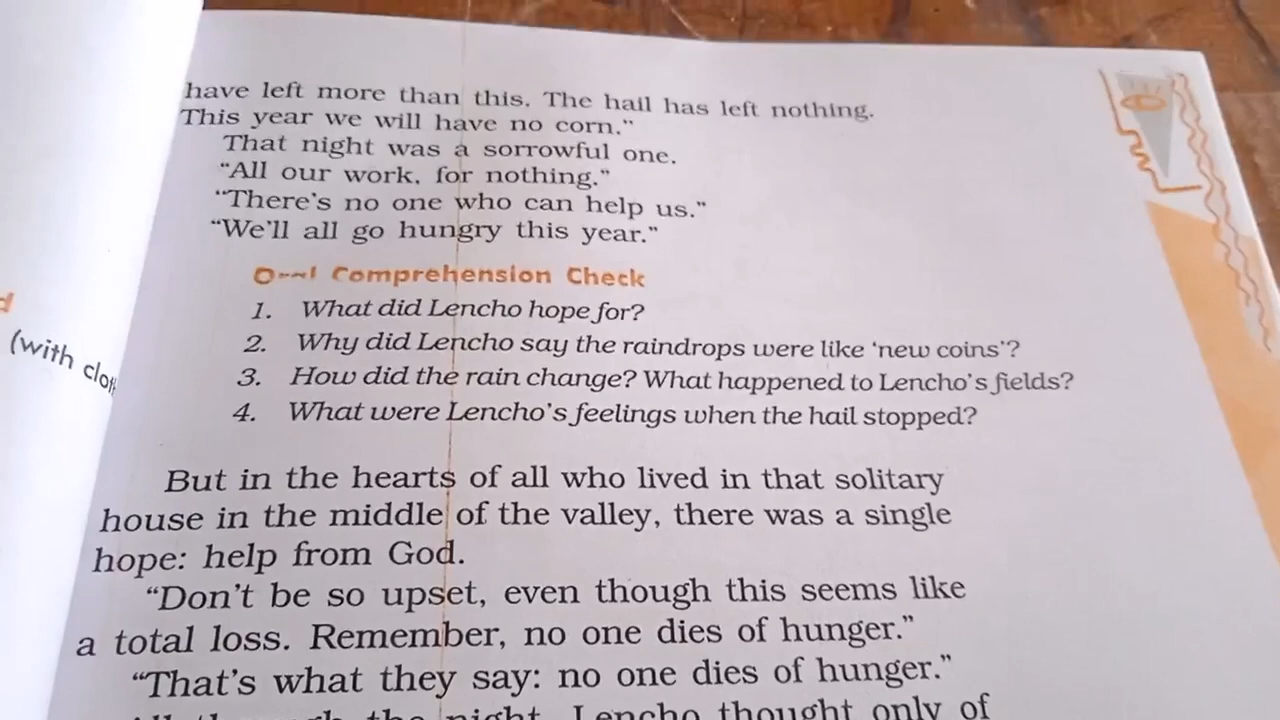 have left more than this. The hail has left nothing.
This year we will have no corn.”
That night was a sorrowful one.
“All our work, for nothing.”
“There’s no one who can help us.”
“We’ll all go hungry this year.”
Oral Comprehension Check
1. What did Lencho hope for?
2. Why did Lencho say the raindrops were like ‘new coins’?
3. How did the rain change? What happened to Lencho’s fields?
4. What were Lencho’s feelings when the hail stopped?
(with
But in the hearts of all who lived in that solitary
house in the middle of the valley, there was a single
hope: help from God.
“Don’t be so upset, even though this seems like
a total loss. Remember, no one dies of hunger.”
“That’s what they say: no one dies of hunger.”
the night, Lencho thought only of